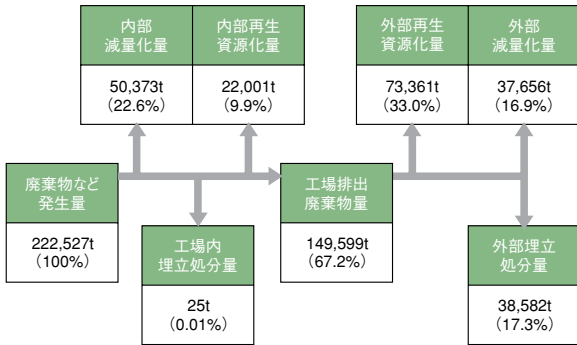 内部
減量化量
50,373t
（22.6%）
内部再生
資源化量
22,001t
（9.9%）
外部再生
資源化量
73,361t
（33.0%）
外部
減量化量
37,656t
（16.9%）
廃棄物など
発生量
222,527t
（100%）
工場内
埋立処分量
25t
（0.01%）
工場排出
廃棄物量
149,599t
（67.2%）
外部埋立
処分量
38,582t
（17.3%）